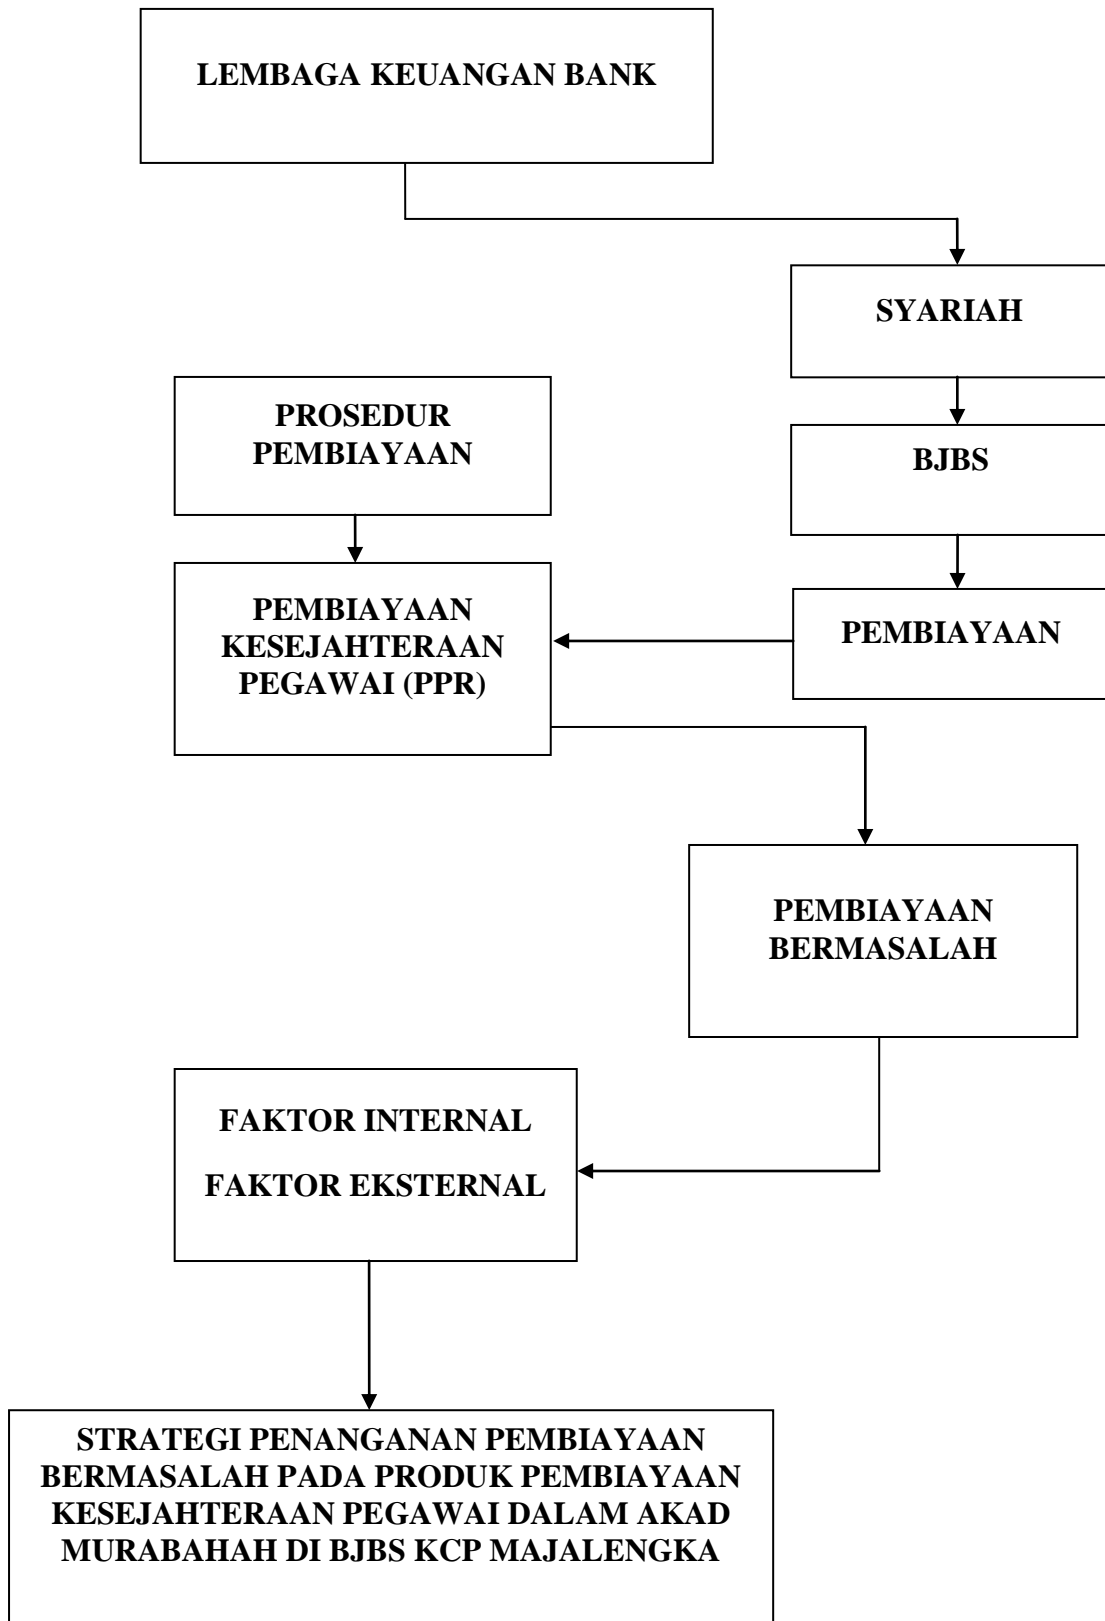 LEMBAGA KEUANGAN BANK
SYARIAH
PROSEDUR
PEMBIAYAAN
BJBS
PEMBIAYAAN
KESEJAHTERAAN
PEGAWAI (PPR)
PEMBIAYAAN
PEMBIAYAAN
BERMASALAH
FAKTOR INTERNAL
FAKTOR EKSTERNAL
STRATEGI PENANGANAN PEMBIAYAAN
BERMASALAH PADA PRODUK PEMBIAYAAN
KESEJAHTERAAN PEGAWAI DALAM AKAD
MURABAHAH DI BJBS KCP MAJALENGKA